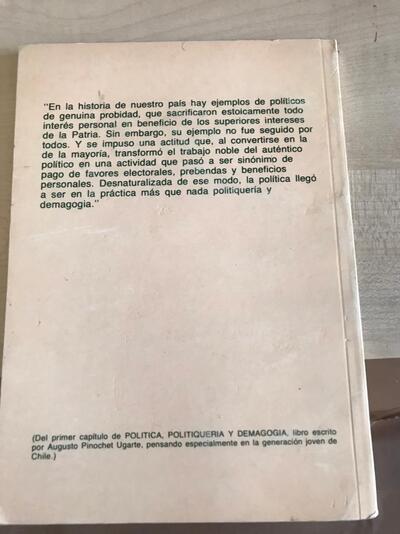 "En la historia de nuestro país hay ejemplos de políticos
de genuina probidad, que sacrificaron estoicamente todo
interés personal en beneficio de los superiores intereses
de la Patria. Sin embargo, su ejemplo no fue seguido por
todos. Y se impuso una actitud que, al convertirse en la
de la mayoría, transformó el trabajo noble del auténtico
político en una actividad que pasó a ser sinónimo de
pago de favores electorales, prebendas y beneficios
personales. Desnaturalizada de ese modo, la política llegó
a ser en la práctica más que nada politiquería y
demagogia."
(Del primer capítulo de POLITICA, POLITIQUERIA Y DEMAGOGIA, libro escrito
por Augusto Pinochet Ugarte, pensando especialmente en la generación joven de
Chile.)